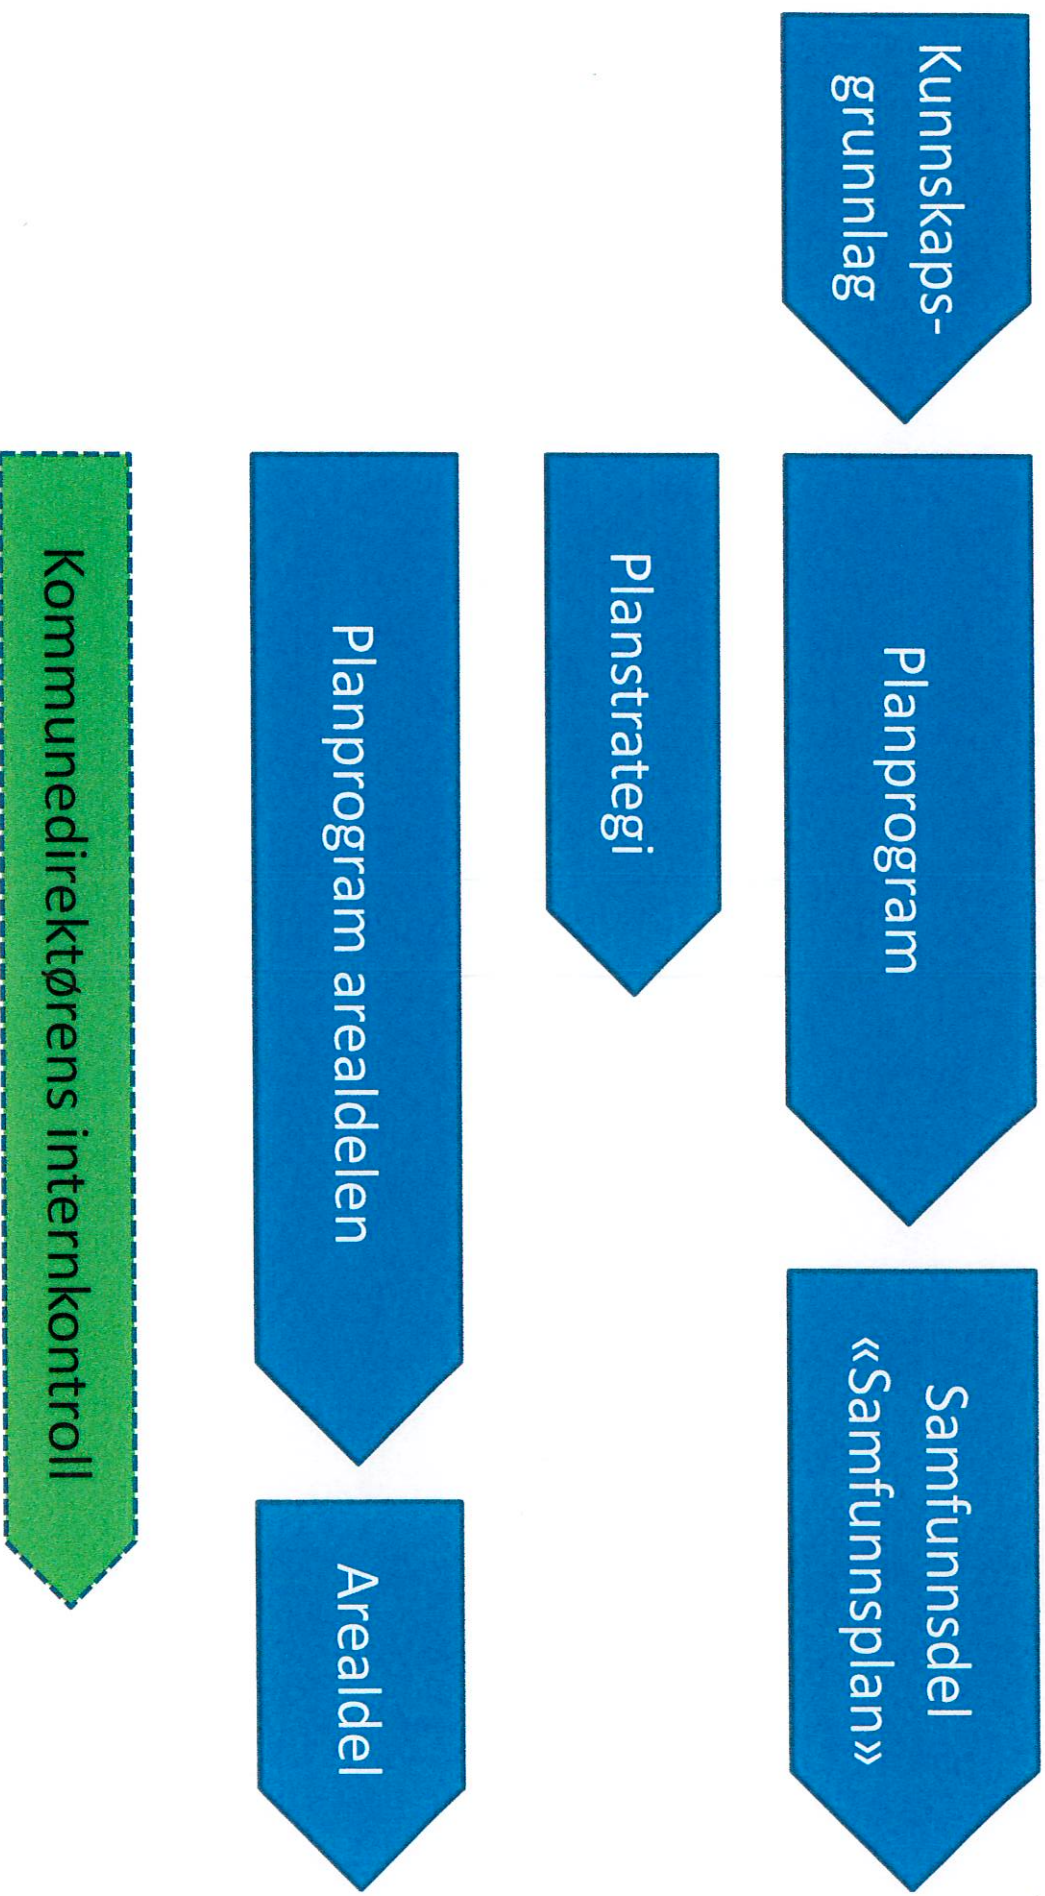 Kunnskaps-
grunnlag
Planprogram
Samfunnsdel
«Samfunnsplan»
Planstrategi
Planprogram arealdelen
Arealdel
Kommunedirektørens internkontroll